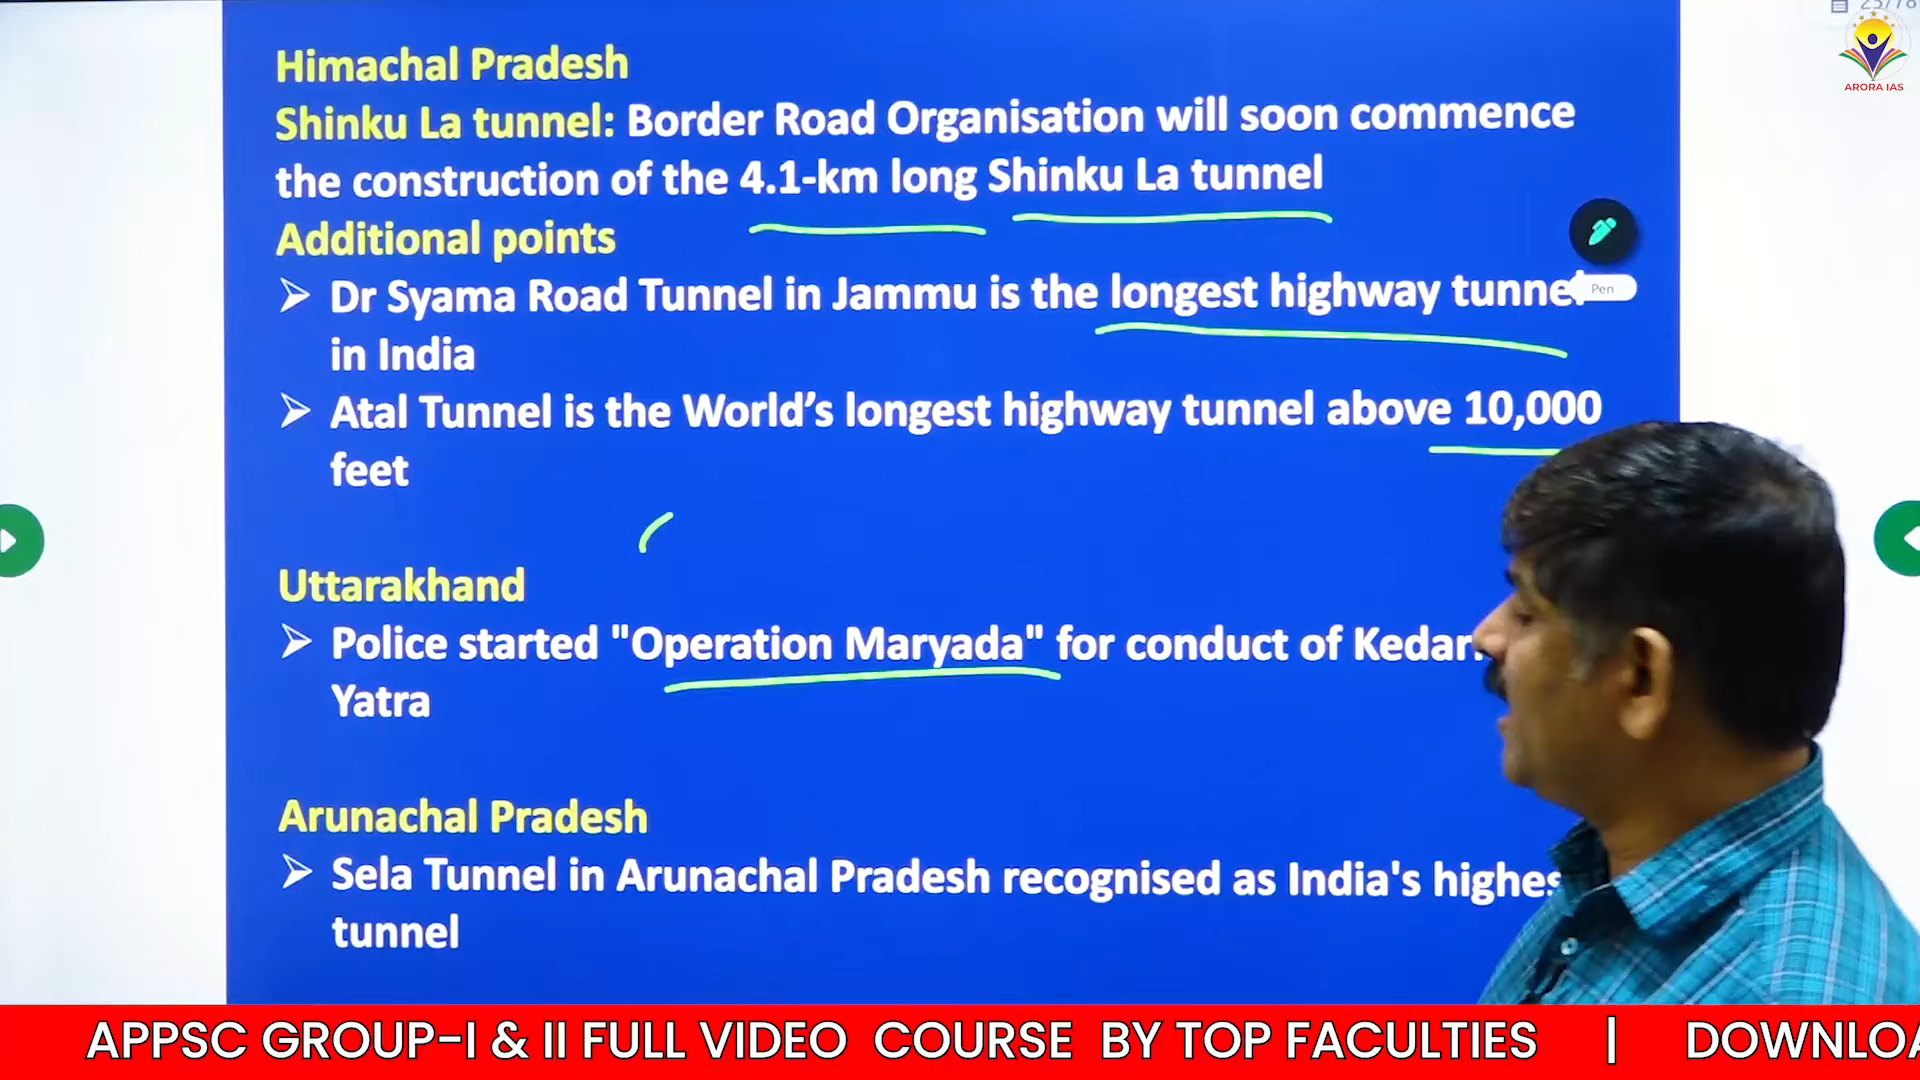 Himachal Pradesh
Shinku La tunnel: Border Road Organisation will soon commence
the construction of the 4.1-km long Shinku La tunnel
Additional points
Dr Syama Road Tunnel in Jammu is the longest highway tunnel
in India
Atal Tunnel is the World’s longest highway tunnel above 10,000
feet
Uttarakhand
Police started "Operation Maryada" for conduct of
Yatra
Arunachal Pradesh
Sela Tunnel in Arunachal Pradesh recognised as India's
tunnel
Pen
ARORA IAS
APPSC GROUP-I & II FULL VIDEO COURSE BY TOP FACULTIES |